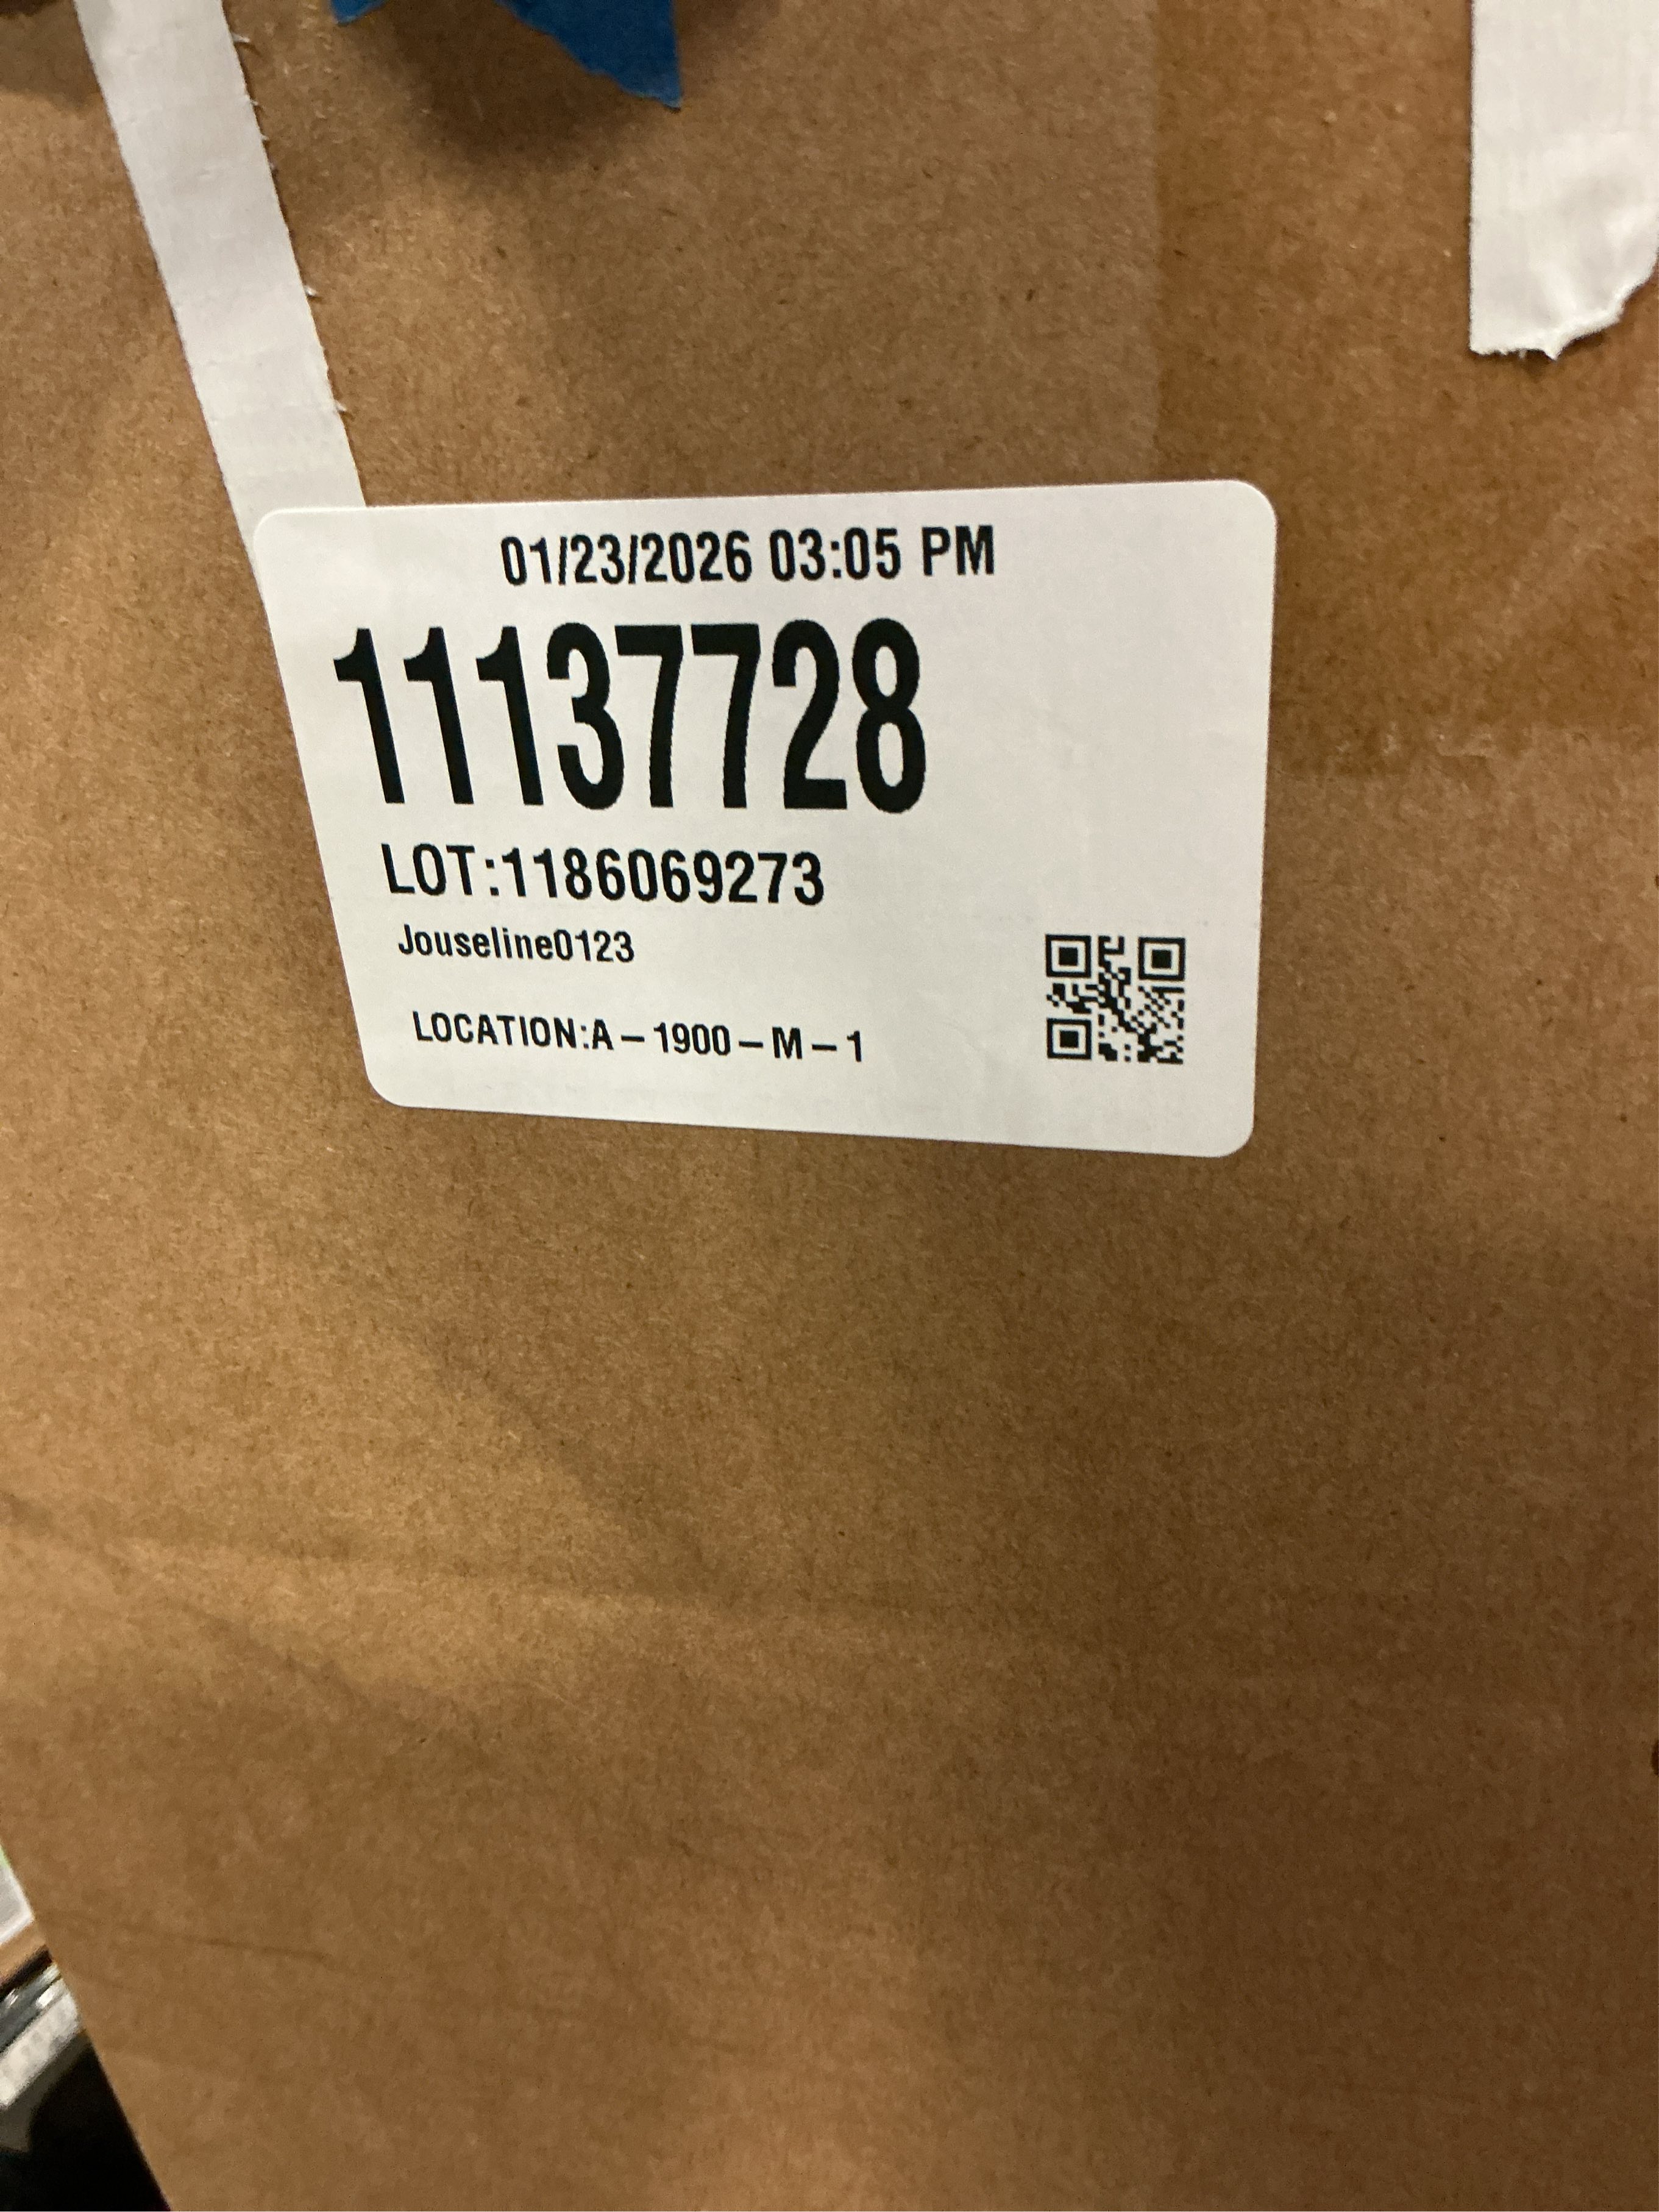 01/23/2026 03:05 PM
11137728
LOT:1186069273
Jouseline0123
LOCATION:A – 1900 – M – 1